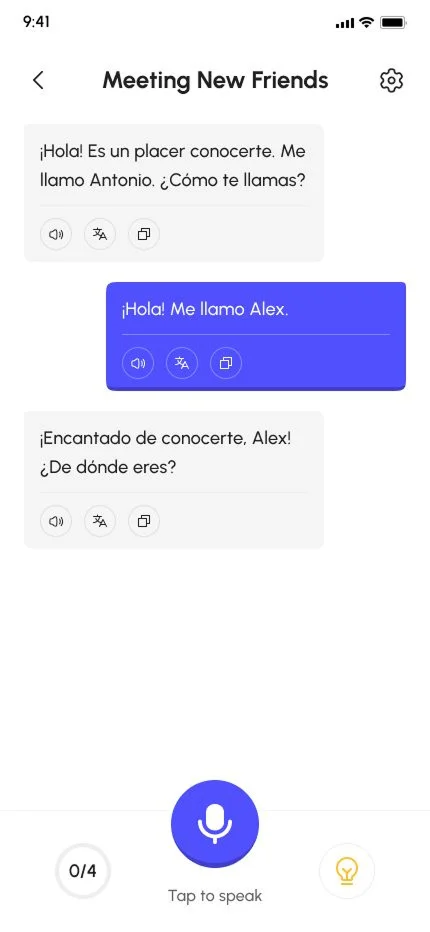 9:41
Meeting New Friends
¡Hola! Es un placer conocerte. Me
llamo Antonio. ¿Cómo te llamas?
¡Hola! Me llamo Alex.
¡Encantado de conocerte, Alex!
¿De dónde eres?
0/4
Tap to speak